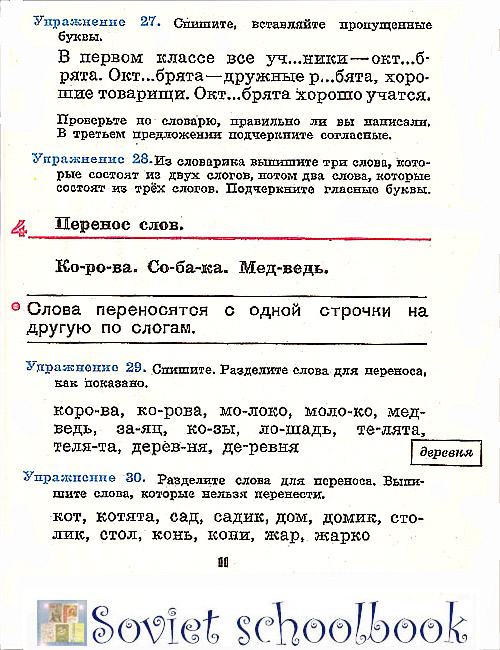 Упражнение 27. Спишите, вставляйте пропущенные
буквы.
В первом классе все уч...ники — окт...б-
рята. Окт...брята — дружные р...бята, хоро-
шие товарищи. Окт...брята хорошо учатся.
Проверьте по словарю, правильно ли вы написали.
В третьем предложении подчеркните согласные.
Упражнение 28. Из словарика выпишите три слова, кото-
рые состоят из двух слогов, потом два слова, которые
состоят из трёх слогов. Подчеркните гласные буквы.
4 Перенос слов.
Ко-ро-ва. Со-ба-ка. Мед-ведь.
Слова переносятся с одной строчки на
другую по слогам.
Упражнение 29. Спишите. Разделите слова для переноса,
как показано.
коро-ва, ко-рова, мо-локо, моло-ко, мед-
ведь, за-яц, ко-зы, ло-шадь, те-лята,
теля-та, дерев-ня, де-ревня
деревня
Упражнение 30. Разделите слова для переноса. Выпи-
шите слова, которые нельзя перенести.
кот, котята, сад, садик, дом, домик, сто-
лик, стол, конь, кони, жар, жарко
11
Soviet schoolbook